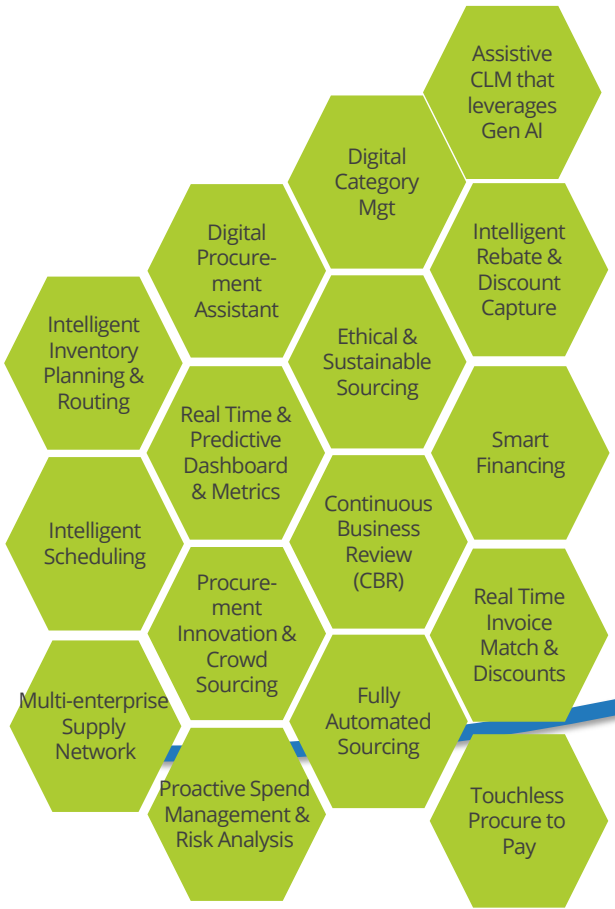 Assistive
CLM that
leverages
Gen AI
Digital
Category
Mgt
Digital
Procure-
ment
Assistant
Intelligent
Rebate &
Discount
Capture
Intelligent
Inventory
Planning &
Routing
Ethical &
Sustainable
Sourcing
Real Time &
Predictive
Dashboard
& Metrics
Smart
Financing
Intelligent
Scheduling
Continuous
Business
Review
(CBR)
Procure-
ment
Innovation &
Crowd
Sourcing
Real Time
Invoice
Match &
Discounts
Multi-enterprise
Supply
Network
Fully
Automated
Sourcing
Proactive Spend
Management &
Risk Analysis
Touchless
Procure to
Pay